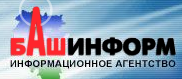 БАШИНФОРМ
ИНФОРМАЦИОННОЕ АГЕНТСТВО